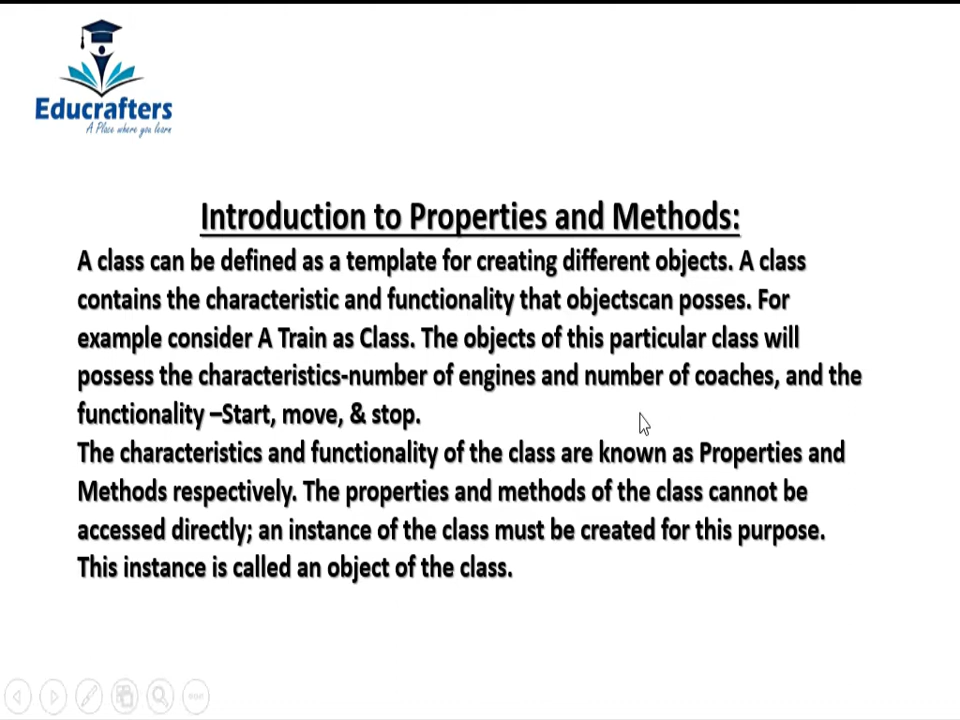 Educrafters
A Place where you learn
Introduction to Properties and Methods:
A class can be defined as a template for creating different objects. A class
contains the characteristic and functionality that objectscan posses. For
example consider A Train as Class. The objects of this particular class will
possess the characteristics-number of engines and number of coaches, and the
functionality –Start, move, & stop.
The characteristics and functionality of the class are known as Properties and
Methods respectively. The properties and methods of the class cannot be
accessed directly; an instance of the class must be created for this purpose.
This instance is called an object of the class.